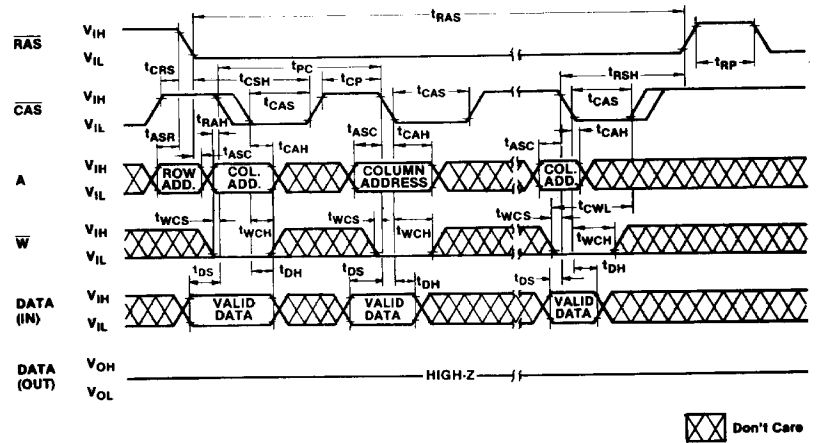 tRAS
RAS VIH
VIL
tRP
tCRS tCSH tPC tCP tRSH
CAS VIH
VIL
tCAS tCAS tCAS
tRAH
tASR tASC tCAH tASC tCAH tASC tCAH
A VIH
VIL
ROW ADD.
COL. ADD.
COLUMN ADDRESS
COL. ADD.
tCWL
tWCS tWCS tWCS
W VIH
VIL
tWCH tWCH tWCH
tDS tDH tDS tDH tDS tDH
DATA (IN) VIH
VIL
VALID DATA
VALID DATA
VALID DATA
DATA (OUT) VOH
VOL
HIGH-Z
Don't Care